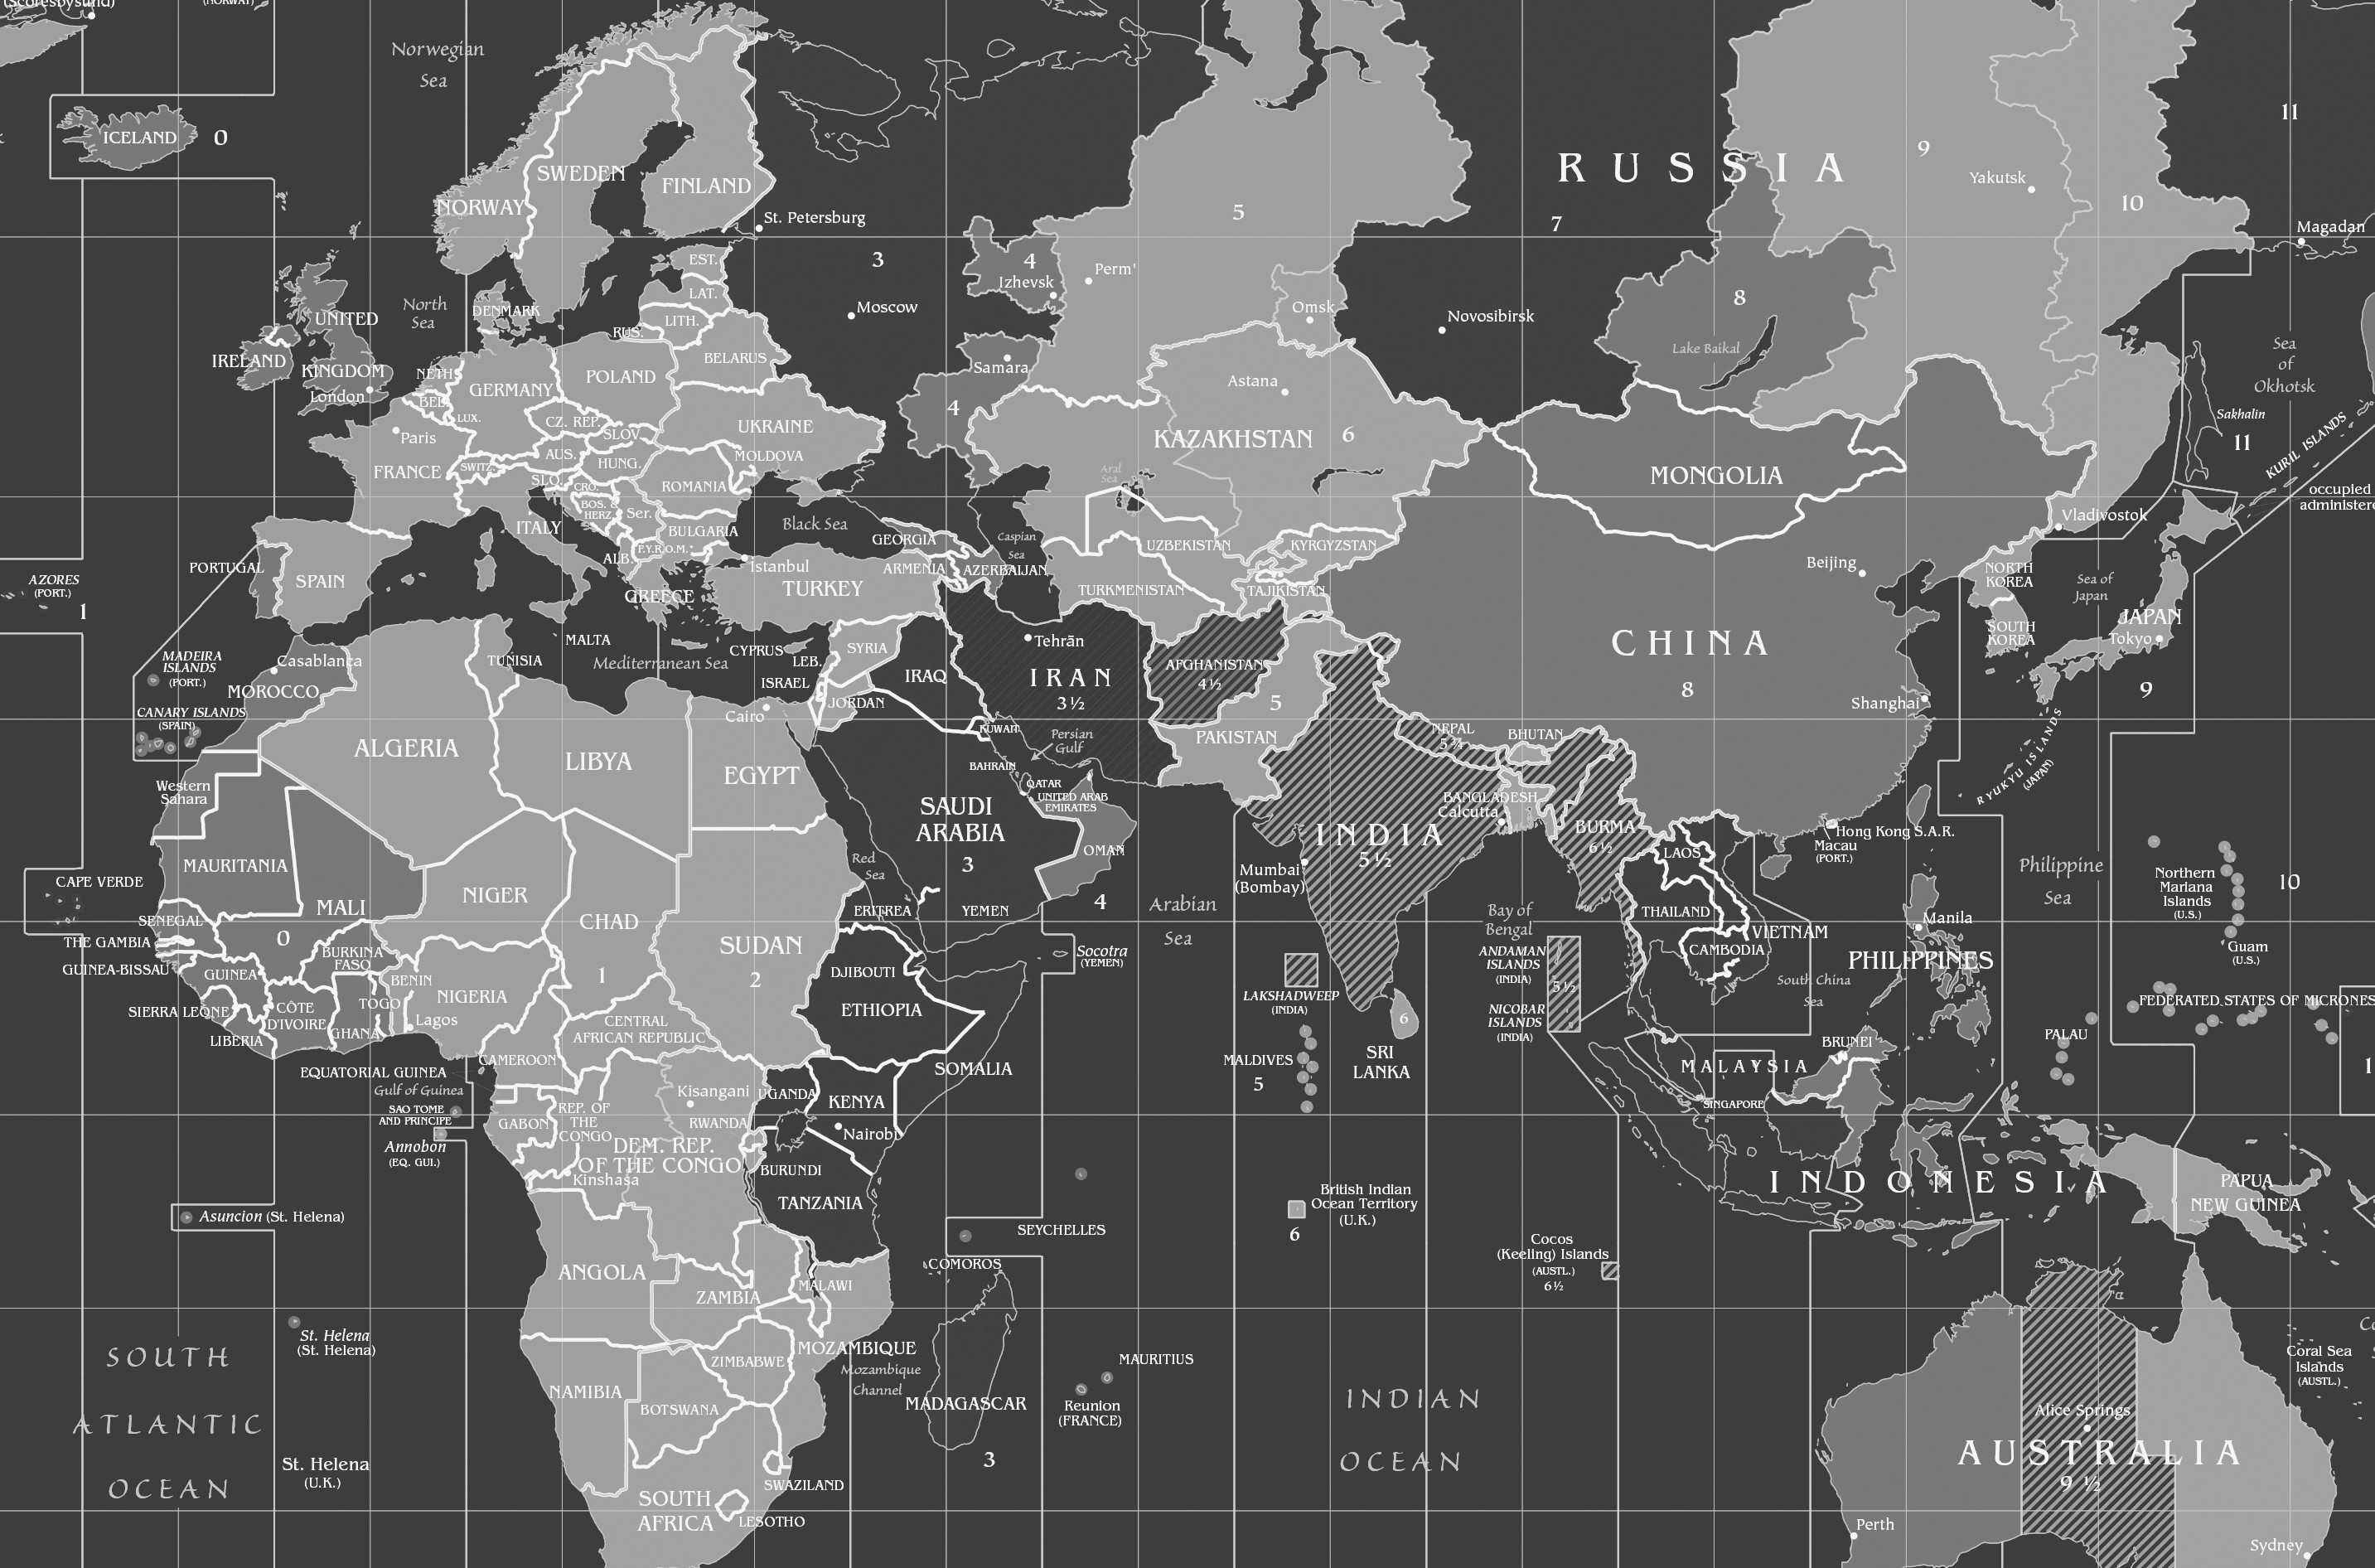 (Scoresbysund)
(NORWAY)
Norwegian
Sea
ICELAND
0
SWEDEN
FINLAND
NORWAY
St. Petersburg
3
4
Izhevsk
Perm'
5
RUSSIA
7
9
Yakutsk
10
11
Magadan
EST.
LAT.
LITH.
RUS.
BELARUS
Moscow
Samara
4
Omsk
Novosibirsk
8
Lake Baikal
Sea
of
Okhotsk
Sakhalin
11
KURIL ISLANDS
occupied
administere
North
Sea
DENMARK
UNITED
KINGDOM
London
IRELAND
NETH.
BEL.
LUX.
GERMANY
POLAND
CZ. REP.
SLOV.
UKRAINE
MOLDOVA
Paris
FRANCE
SWITZ.
AUS.
HUNG.
SLO.
CRO.
ROMANIA
BOS. &
HERZ.
Ser.
ITALY
BULGARIA
F.Y.R.O.M.
ALB.
GREECE
Astana
KAZAKHSTAN
6
Aral
Sea
MONGOLIA
Black Sea
GEORGIA
ARMENIA
AZERBAIJAN
Caspian
Sea
UZBEKISTAN
KYRGYZSTAN
TURKMENISTAN
TAJIKISTAN
Beijing
Vladivostok
NORTH
KOREA
SOUTH
KOREA
Sea of
Japan
JAPAN
Tokyo
AZORES
(PORT.)
1
PORTUGAL
SPAIN
Istanbul
TURKEY
MALTA
Mediterranean Sea
CYPRUS
LEB.
SYRIA
ISRAEL
JORDAN
IRAQ
Tehrān
IRAN
3½
AFGHANISTAN
4½
5
PAKISTAN
CHINA
8
Shanghai
9
MADEIRA
ISLANDS
(PORT.)
Casablanca
MOROCCO
TUNISIA
CANARY ISLANDS
(SPAIN)
Cairo
KUWAIT
Persian
Gulf
ALGERIA
LIBYA
EGYPT
BAHRAIN
QATAR
UNITED ARAB
EMIRATES
SAUDI
ARABIA
3
OMAN
4
NEPAL
5¾
BHUTAN
BANGLADESH
Calcutta
INDIA
5½
Mumbai
(Bombay)
BURMA
6½
LAOS
Hong Kong S.A.R.
Macau
(PORT.)
RYUKYU ISLANDS
(JAPAN)
Philippine
Sea
Northern
Mariana
Islands
(U.S.)
10
Guam
(U.S.)
Western
Sahara
MAURITANIA
MALI
NIGER
CHAD
SUDAN
2
Red
Sea
ERITREA
YEMEN
Arabian
Sea
Socotra
(YEMEN)
CAPE VERDE
SENEGAL
THE GAMBIA
GUINEA-BISSAU
0
GUINEA
BURKINA
FASO
BENIN
NIGERIA
1
TOGO
Lagos
SIERRA LEONE
CÔTE
D'IVOIRE
GHANA
LIBERIA
CENTRAL
AFRICAN REPUBLIC
CAMEROON
EQUATORIAL GUINEA
Gulf of Guinea
DJIBOUTI
ETHIOPIA
SOMALIA
LAKSHADWEEP
(INDIA)
MALDIVES
5
6
SRI
LANKA
Bay of
Bengal
ANDAMAN
ISLANDS
(INDIA)
5½
NICOBAR
ISLANDS
(INDIA)
THAILAND
VIETNAM
CAMBODIA
South China
Sea
Manila
PHILIPPINES
FEDERATED STATES OF MICRONES
PALAU
1
BRUNEI
MALAYSIA
SINGAPORE
SAO TOME
AND PRINCIPE
Annobon
(EQ. GUI.)
GABON
REP. OF
THE
CONGO
Kisangani
UGANDA
RWANDA
KENYA
Nairobi
DEM. REP.
OF THE CONGO
Kinshasa
BURUNDI
TANZANIA
INDONESIA
PAPUA
NEW GUINEA
British Indian
Ocean Territory
(U.K.)
6
Asuncion (St. Helena)
SEYCHELLES
Cocos
(Keeling) Islands
(AUSTL.)
6½
COMOROS
ANGOLA
ZAMBIA
MALAWI
St. Helena
(St. Helena)
MOZAMBIQUE
Mozambique
Channel
ZIMBABWE
NAMIBIA
BOTSWANA
MADAGASCAR
MAURITIUS
Reunion
(FRANCE)
3
SOUTH
ATLANTIC
OCEAN
St. Helena
(U.K.)
SWAZILAND
SOUTH
AFRICA
LESOTHO
INDIAN
OCEAN
Coral Sea
Islands
(AUSTL.)
Alice Springs
AUSTRALIA
9½
Perth
Sydney